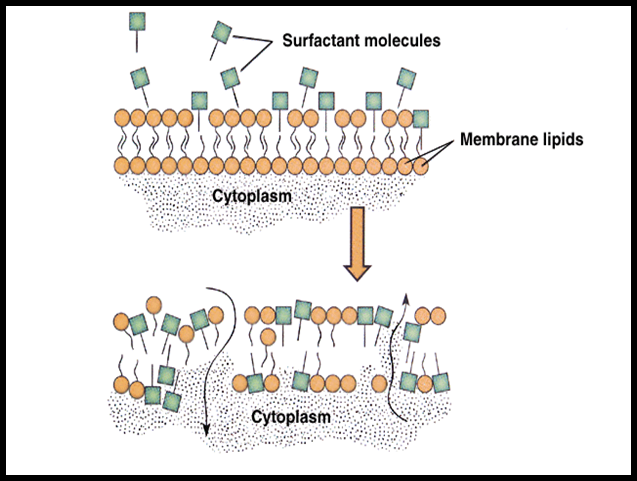 Surfactant molecules
Membrane lipids
Cytoplasm
Cytoplasm